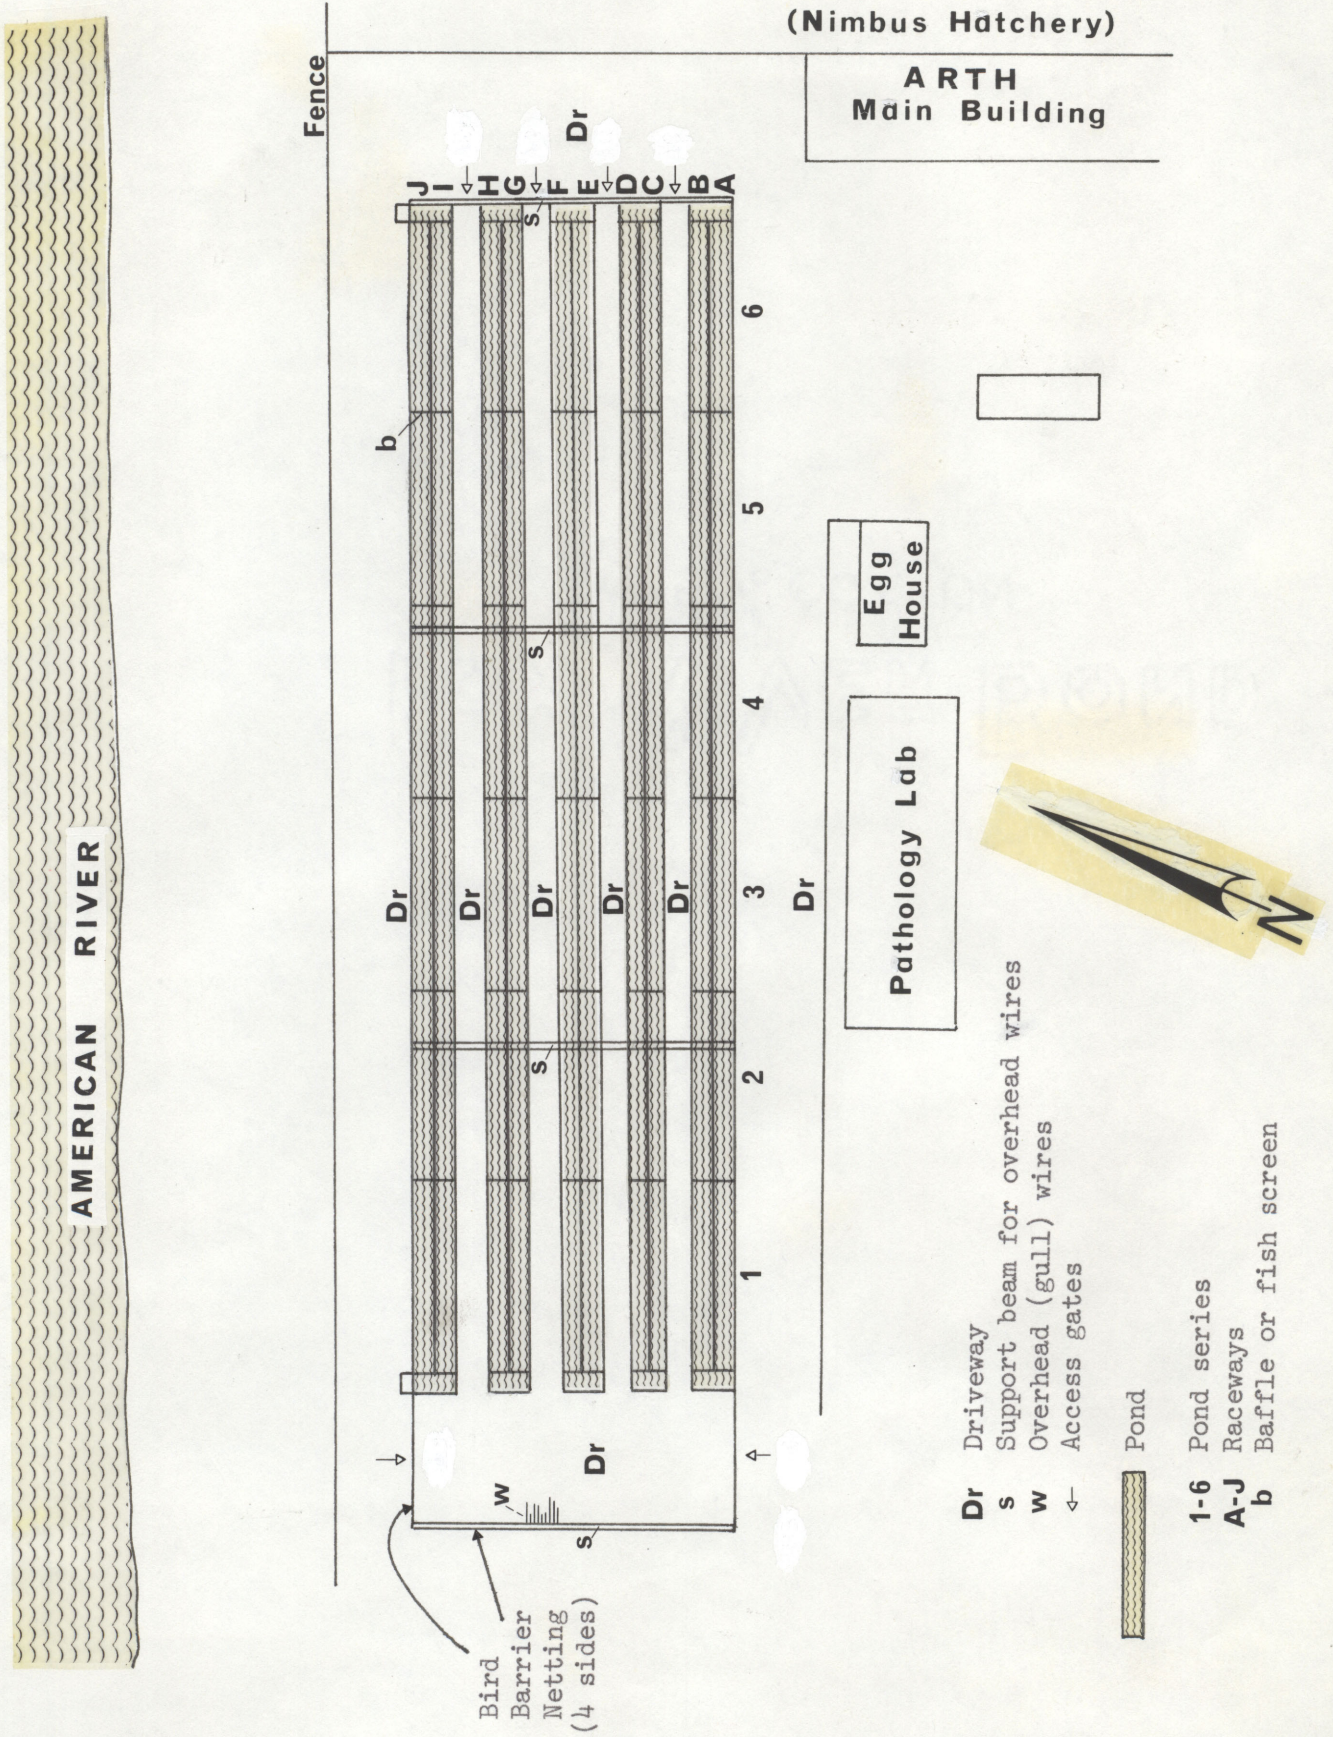 (Nimbus Hatchery)
ARTH
Main Building
Fence
AMERICAN RIVER
Dr
J
I
H
G
F
E
D
C
B
A
s
b
6
5
4
3
2
1
s
s
Dr
Dr
Dr
Dr
Dr
Dr
Egg
House
Pathology Lab
N
Dr
w
s
Bird
Barrier
Netting
(4 sides)
Dr Driveway
s Support beam for overhead wires
w Overhead (gull) wires
← Access gates
Pond
1-6 Pond series
A-J Raceways
b Baffle or fish screen